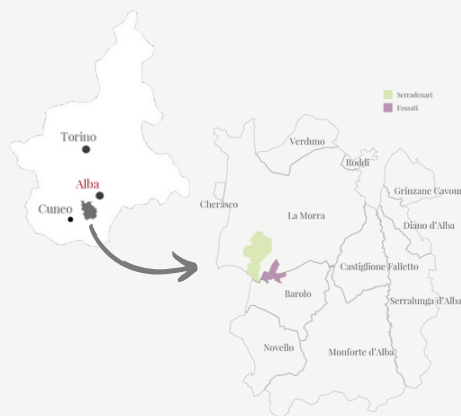 Torino
Alba
Cuneo
Serradenari
Fossati
Verduno
Roddi
Grinzane Cavour
Cherasco
La Morra
Diano d'Alba
Castiglione Falletto
Barolo
Serralunga d'Alba
Novello
Monforte d'Alba